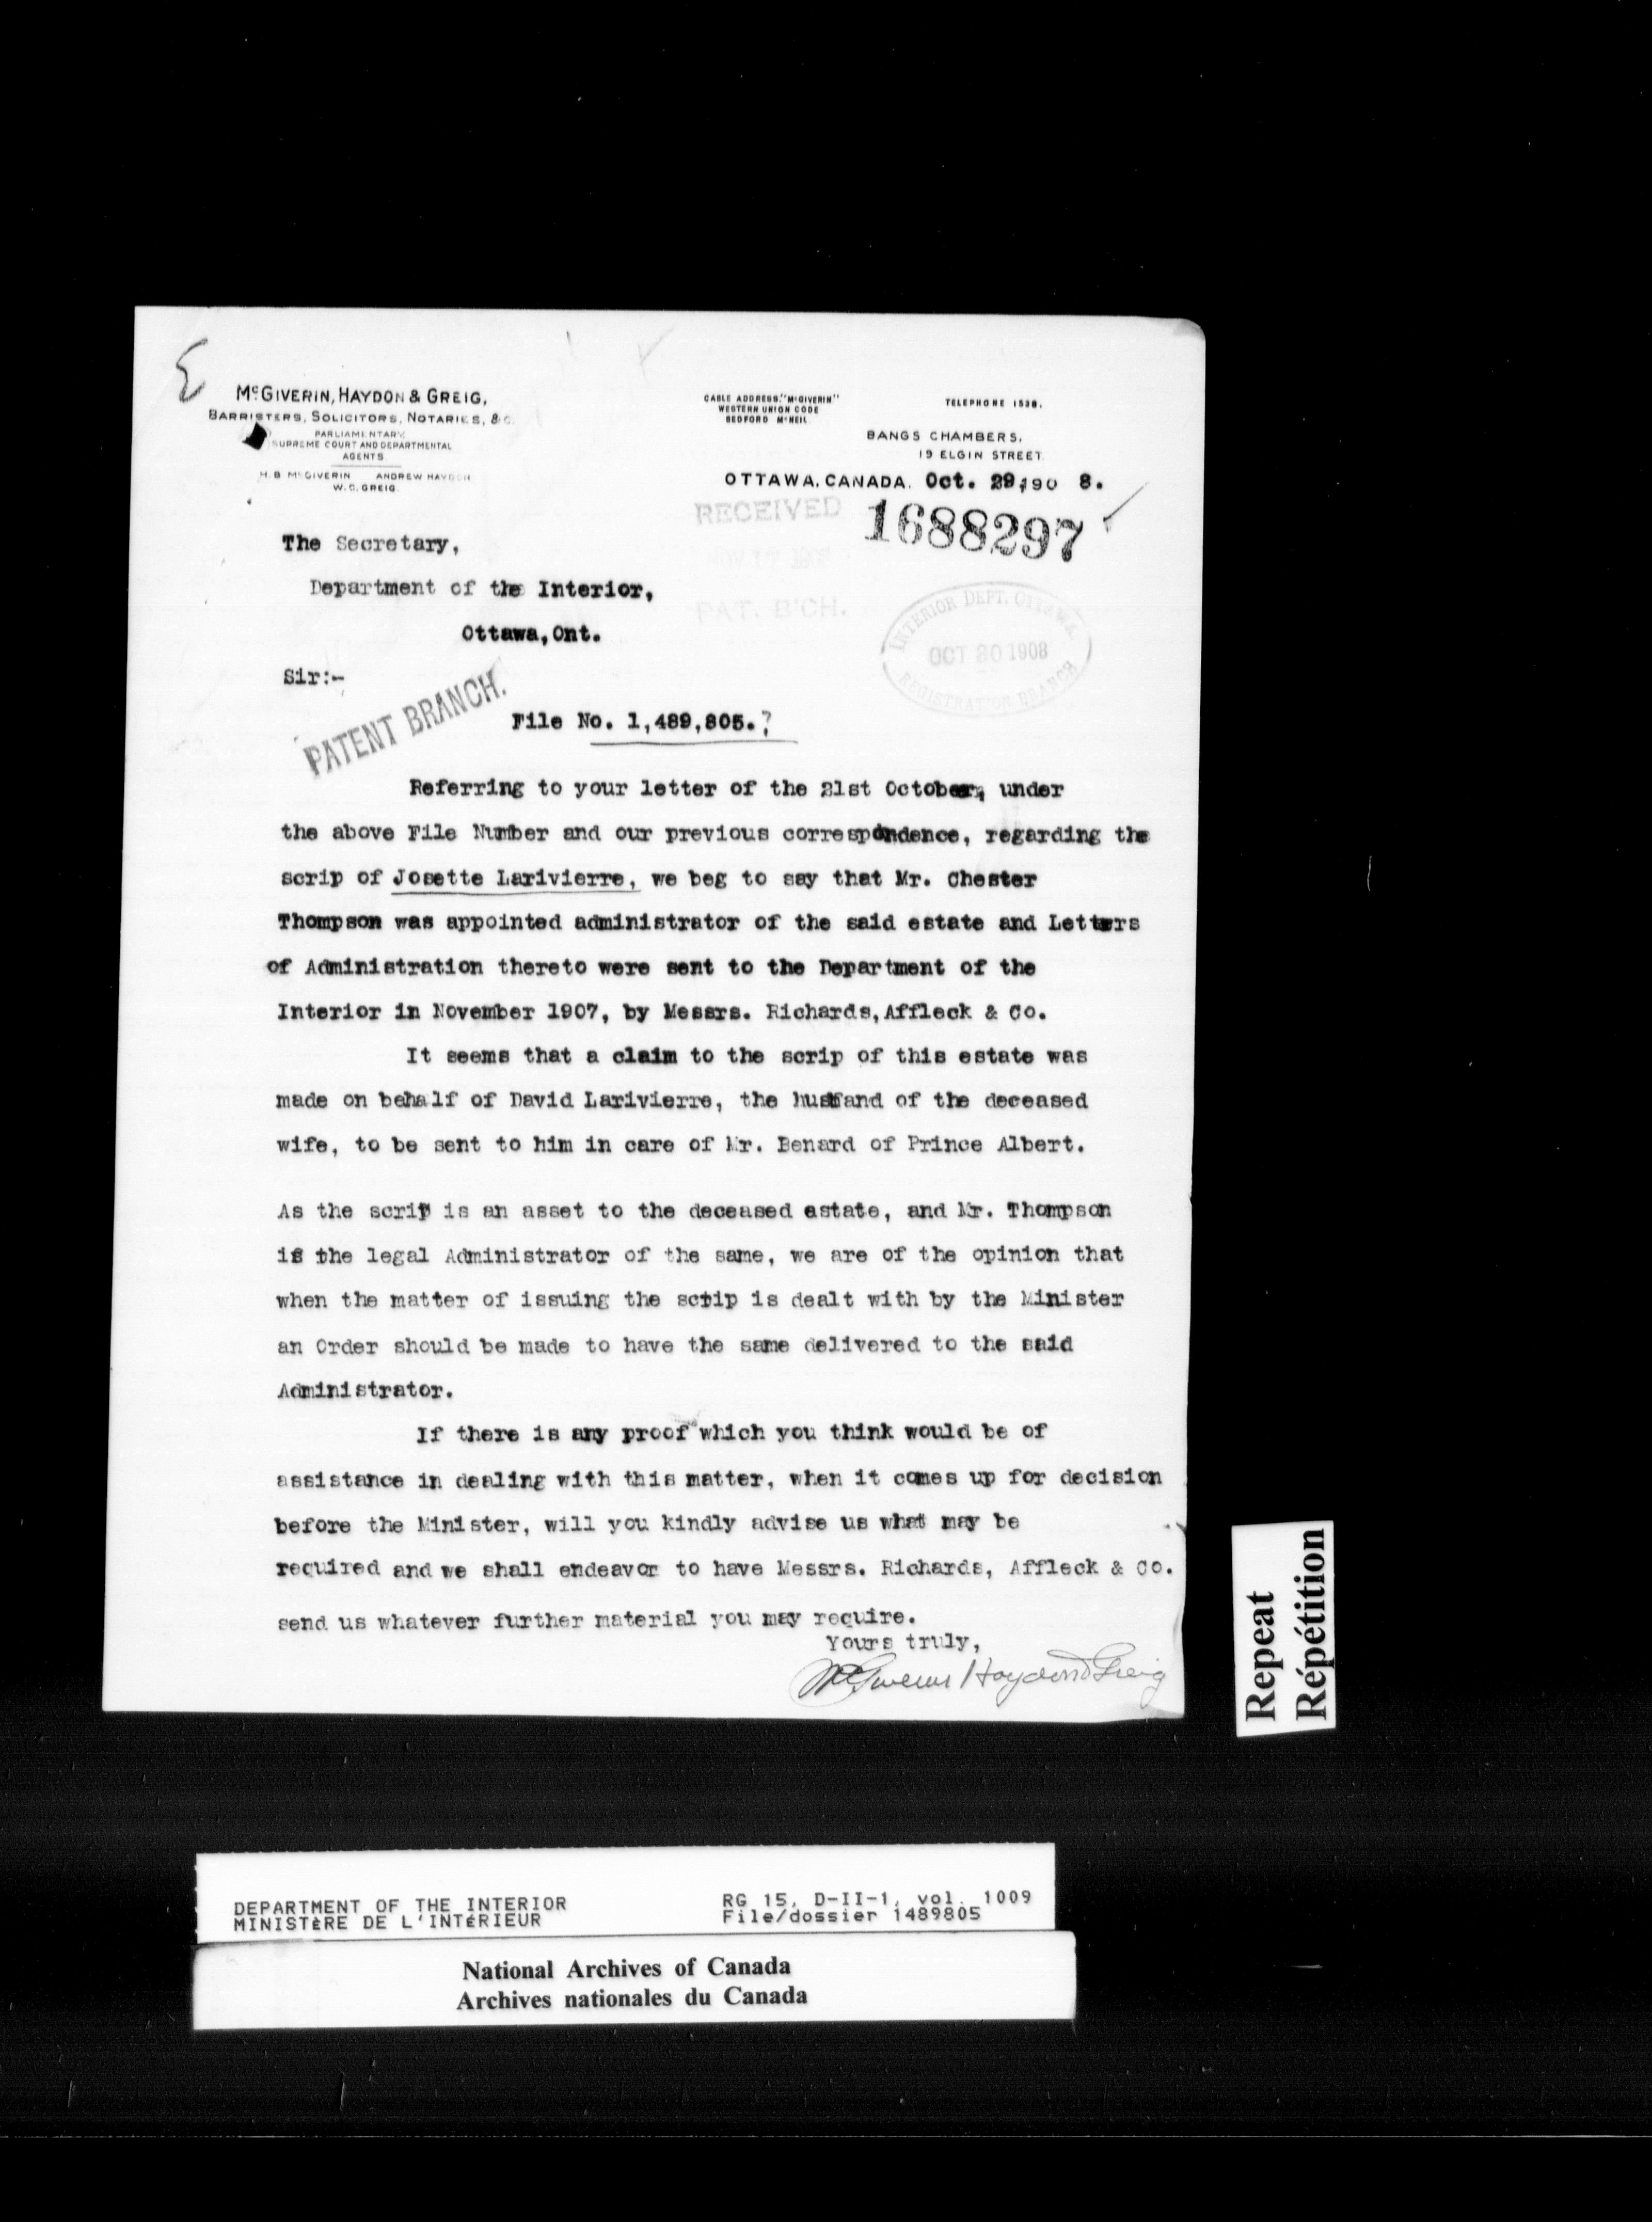 McGIVERIN, HAYDON & GREIG,
BARRISTERS, SOLICITORS, NOTARIES, &c.
PARLIAMENTARY
SUPREME COURT AND DEPARTMENTAL
AGENTS
H. B. McGIVERIN ANDREW HAYDON
W. C. GREIG.
CABLE ADDRESS, "McGIVERIN"
WESTERN UNION CODE
BEDFORD McNEIL
TELEPHONE 1538.
BANGS CHAMBERS,
19 ELGIN STREET
OTTAWA, CANADA. Oct. 29, 190 8.
RECEIVED
NOV 17 1908
PAT. B'CH.
1688297
The Secretary,
Department of the Interior,
Ottawa, Ont.
INTERIOR DEPT. OTTAWA.
OCT 30 1908
REGISTRATION BRANCH
Sir:-
PATENT BRANCH.
File No. 1,489,805.?
Referring to your letter of the 21st October, under
the above File Number and our previous correspondence, regarding the
scrip of Josette Larivierre, we beg to say that Mr. Chester
Thompson was appointed administrator of the said estate and Letters
of Administration thereto were sent to the Department of the
Interior in November 1907, by Messrs. Richards, Affleck & Co.
It seems that a claim to the scrip of this estate was
made on behalf of David Larivierre, the husband of the deceased
wife, to be sent to him in care of Mr. Benard of Prince Albert.
As the scrip is an asset to the deceased estate, and Mr. Thompson
is the legal Administrator of the same, we are of the opinion that
when the matter of issuing the scrip is dealt with by the Minister
an Order should be made to have the same delivered to the said
Administrator.
If there is any proof which you think would be of
assistance in dealing with this matter, when it comes up for decision
before the Minister, will you kindly advise us what may be
required and we shall endeavor to have Messrs. Richards, Affleck & Co.
send us whatever further material you may require.
Yours truly,
McGiverin Haydon & Greig
Repeat
Répétition
DEPARTMENT OF THE INTERIOR
MINISTÈRE DE L'INTÉRIEUR
RG 15, D-II-1, vol. 1009
File/dossier 1489805
National Archives of Canada
Archives nationales du Canada